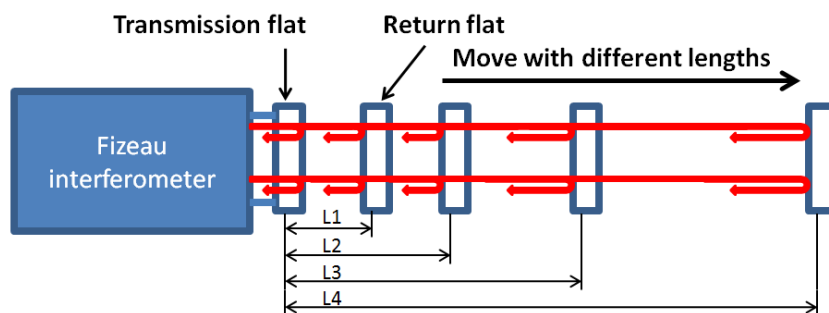 Transmission flat
Return flat
Move with different lengths
Fizeau
interferometer
L1
L2
L3
L4